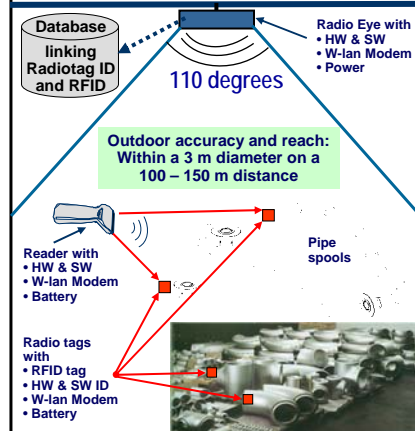 Database
linking
Radiotag ID
and RFID
Radio Eye with
• HW & SW
• W-lan Modem
• Power
110 degrees
Outdoor accuracy and reach:
Within a 3 m diameter on a
100 – 150 m distance
Reader with
• HW & SW
• W-lan Modem
• Battery
Pipe
spools
Radio tags
with
• RFID tag
• HW & SW ID
• W-lan Modem
• Battery